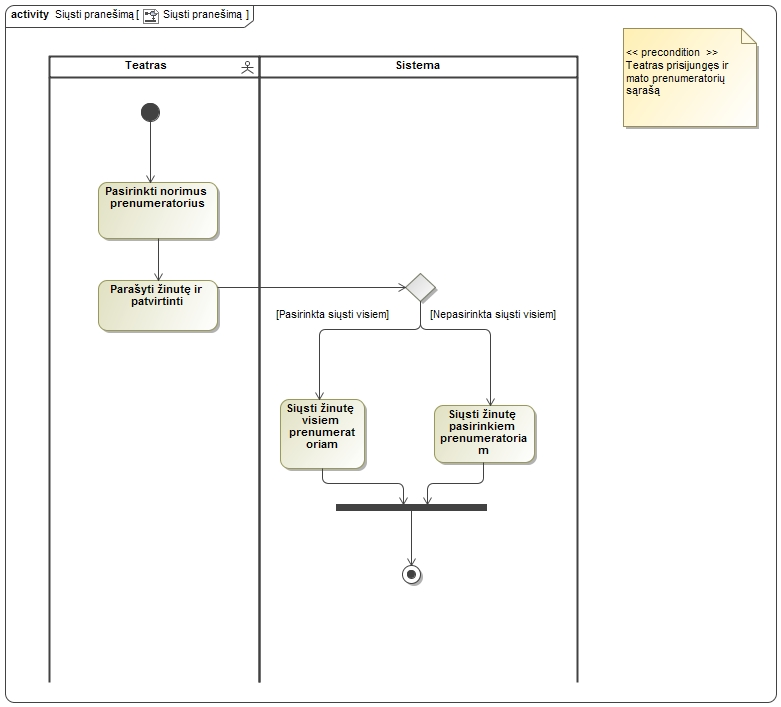 activity Siųsti pranešimą [ Siųsti pranešimą ]
<< precondition >>
Teatras prisijungęs ir
mato prenumeratorių
sąrašą
Teatras
Sistema
Pasirinkti norimus
prenumeratorius
Parašyti žinutę ir
patvirtinti
[Pasirinkta siųsti visiem]
[Nepasirinkta siųsti visiem]
Siųsti žinutę
visiem
prenumerat
oriam
Siųsti žinutę
pasirinkiem
prenumeratoria
m